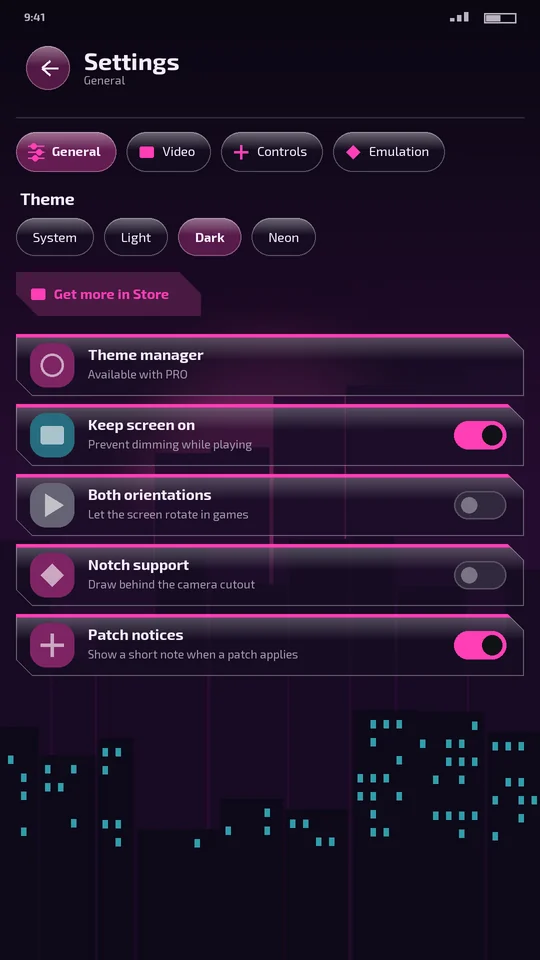 9:41
Settings
General
General
Video
Controls
Emulation
Theme
System
Light
Dark
Neon
Get more in Store
Theme manager
Available with PRO
Keep screen on
Prevent dimming while playing
Both orientations
Let the screen rotate in games
Notch support
Draw behind the camera cutout
Patch notices
Show a short note when a patch applies